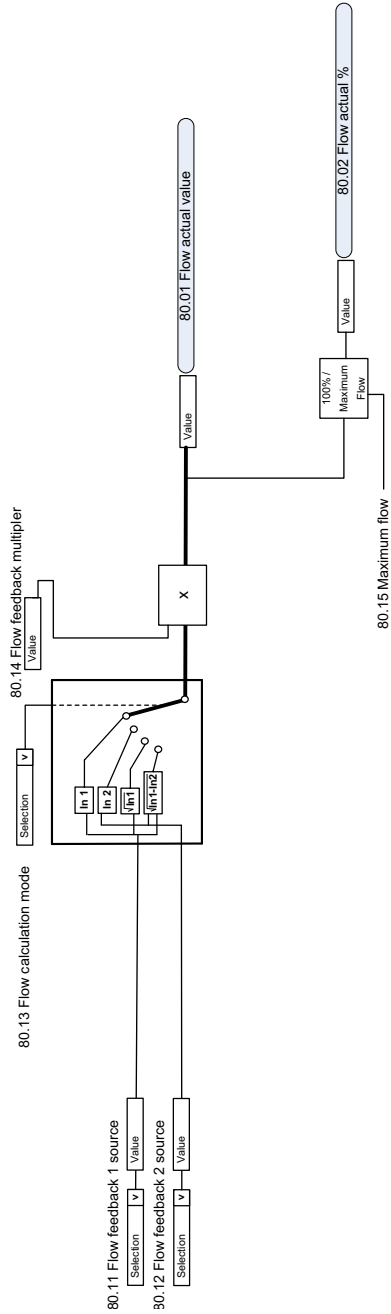 80.13 Flow calculation mode
Selection
v
80.14 Flow feedback multipler
Value
80.11 Flow feedback 1 source
Selection
v
Value
80.12 Flow feedback 2 source
Selection
v
Value
In 1
In 2
√In1
√In1-In2
X
Value
80.01 Flow actual value
80.15 Maximum flow
100% /
Maximum
Flow
Value
80.02 Flow actual %